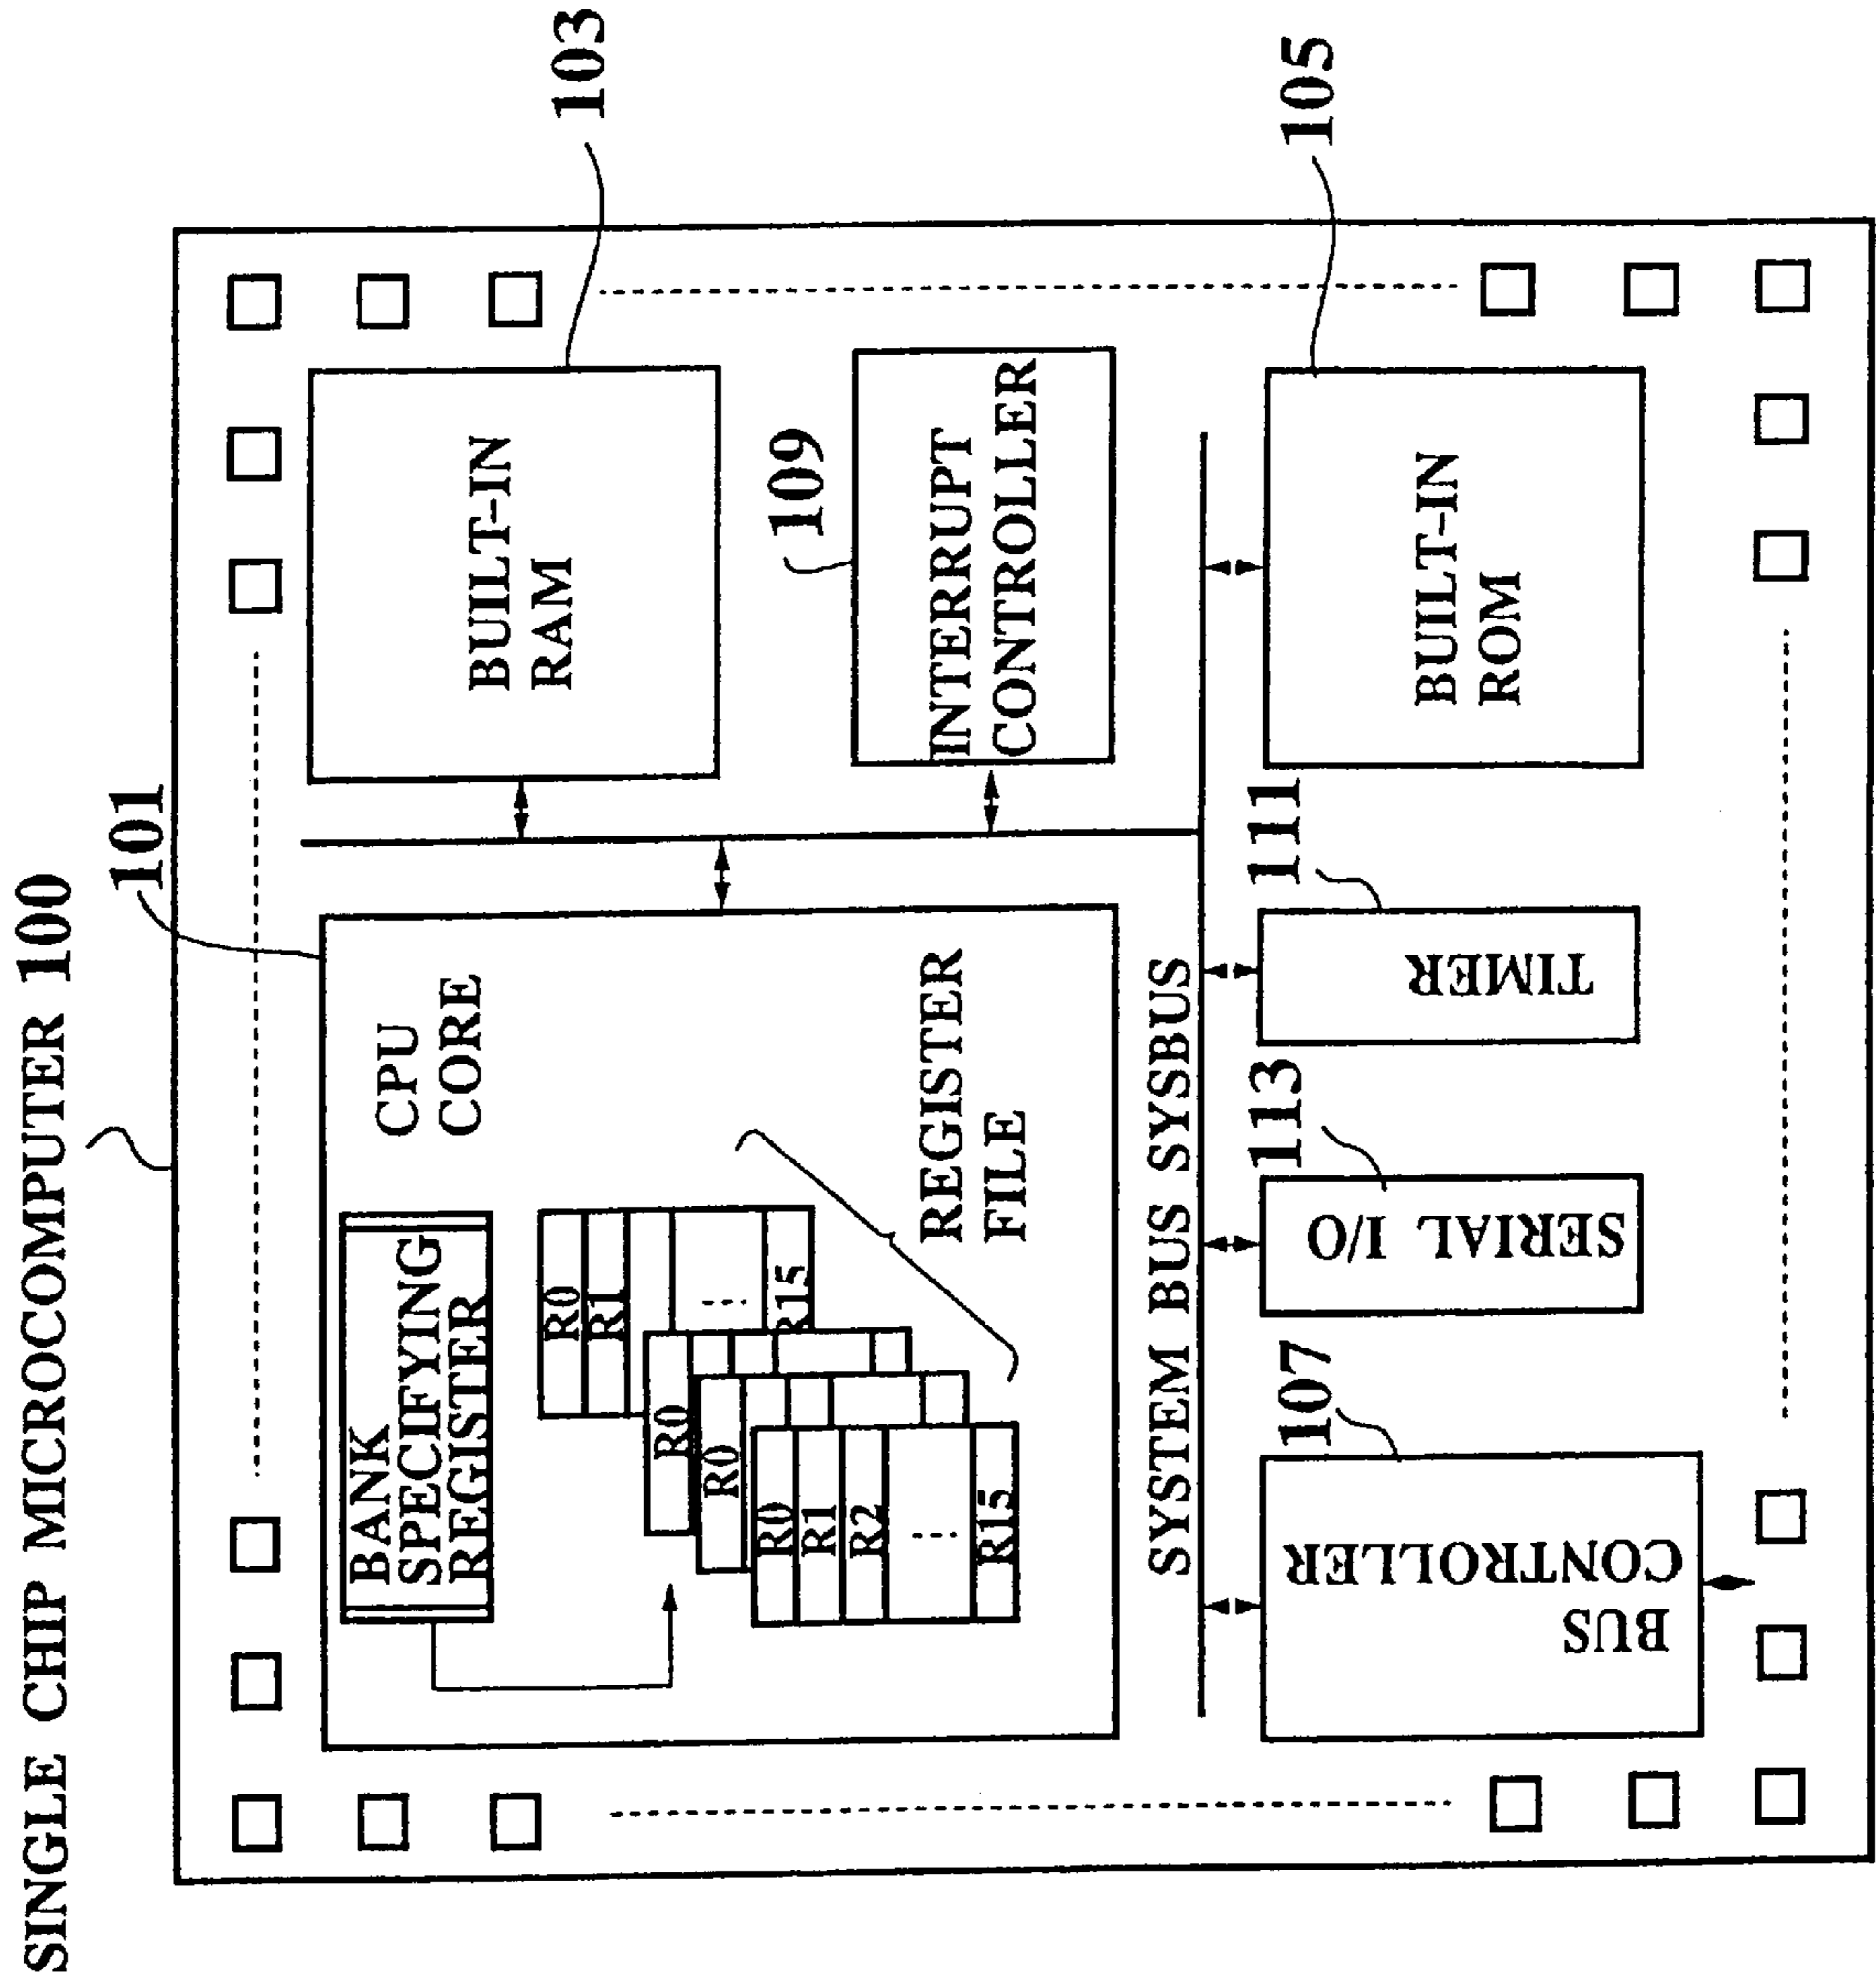 SINGLE CHIP MICROCOMPUTER 100
101
103
BANK
SPECIFYING
REGISTER
CPU
CORE
BUILT-IN
RAM
R0
R1
R15
R0
R0
R0
R1
R2
R15
REGISTER
FILE
109
INTERRUPT
CONTROLLER
SYSTEM BUS SYSBUS
107
113
111
105
BUS
CONTROLLER
SERIAL I/O
TIMER
BUILT-IN
ROM